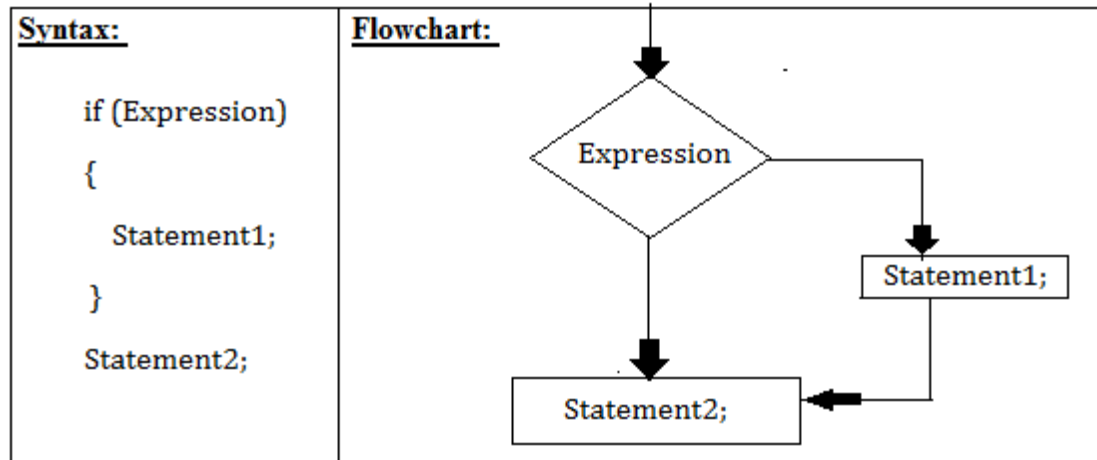 Syntax:
if (Expression)
{
Statement1;
}
Statement2;
Flowchart:
Expression
Statement1;
Statement2;